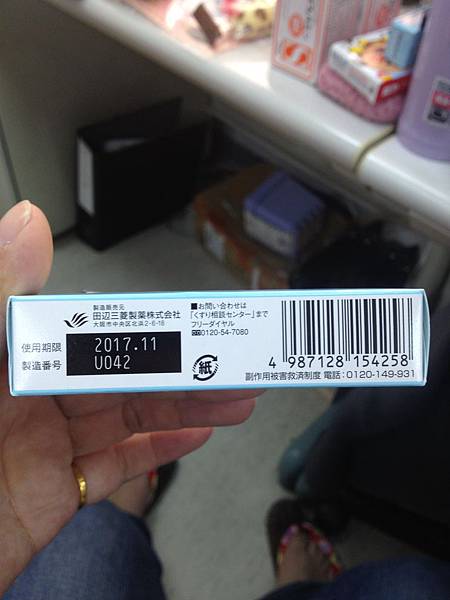 製造販売元
田辺三菱製薬株式会社
大阪市中央区北浜2-6-18
■お問い合わせは
「くすり相談センター」まで
フリーダイヤル
0120-54-7080
使用期限 2017.11
製造番号 U042
紙
4 987128 154258
副作用被害救済制度 電話:0120-149-931